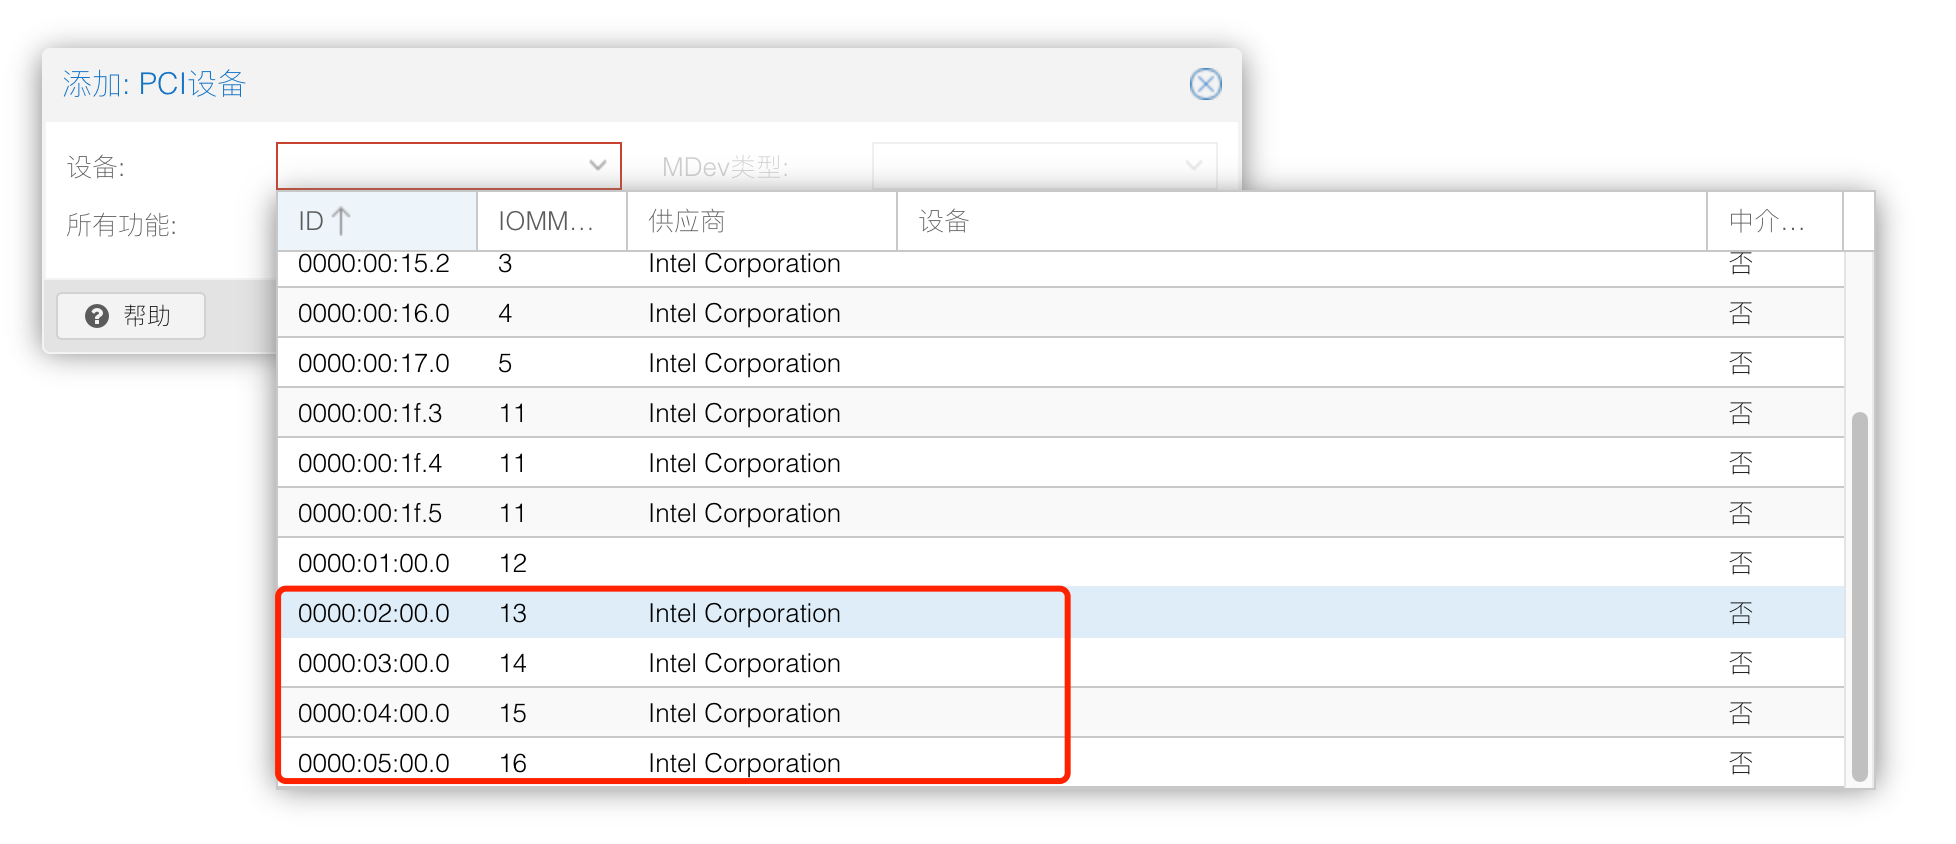 添加: PCI设备
设备:
MDev类型:
所有功能:
帮助
ID IOMM... 供应商 设备 中介...
0000:00:15.2 3 Intel Corporation 否
0000:00:16.0 4 Intel Corporation 否
0000:00:17.0 5 Intel Corporation 否
0000:00:1f.3 11 Intel Corporation 否
0000:00:1f.4 11 Intel Corporation 否
0000:00:1f.5 11 Intel Corporation 否
0000:01:00.0 12 否
0000:02:00.0 13 Intel Corporation 否
0000:03:00.0 14 Intel Corporation 否
0000:04:00.0 15 Intel Corporation 否
0000:05:00.0 16 Intel Corporation 否